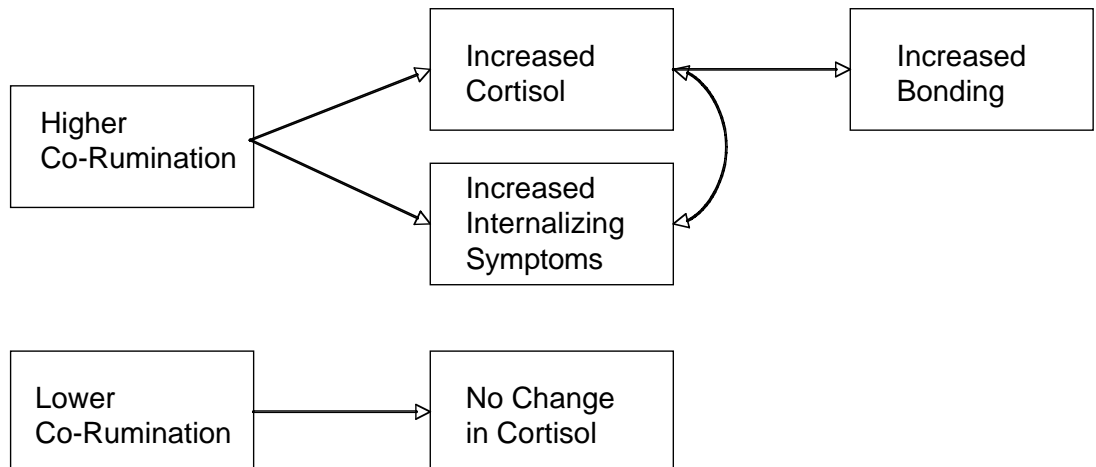 Higher
Co-Rumination
Increased
Cortisol
Increased
Bonding
Increased
Internalizing
Symptoms
Lower
Co-Rumination
No Change
in Cortisol